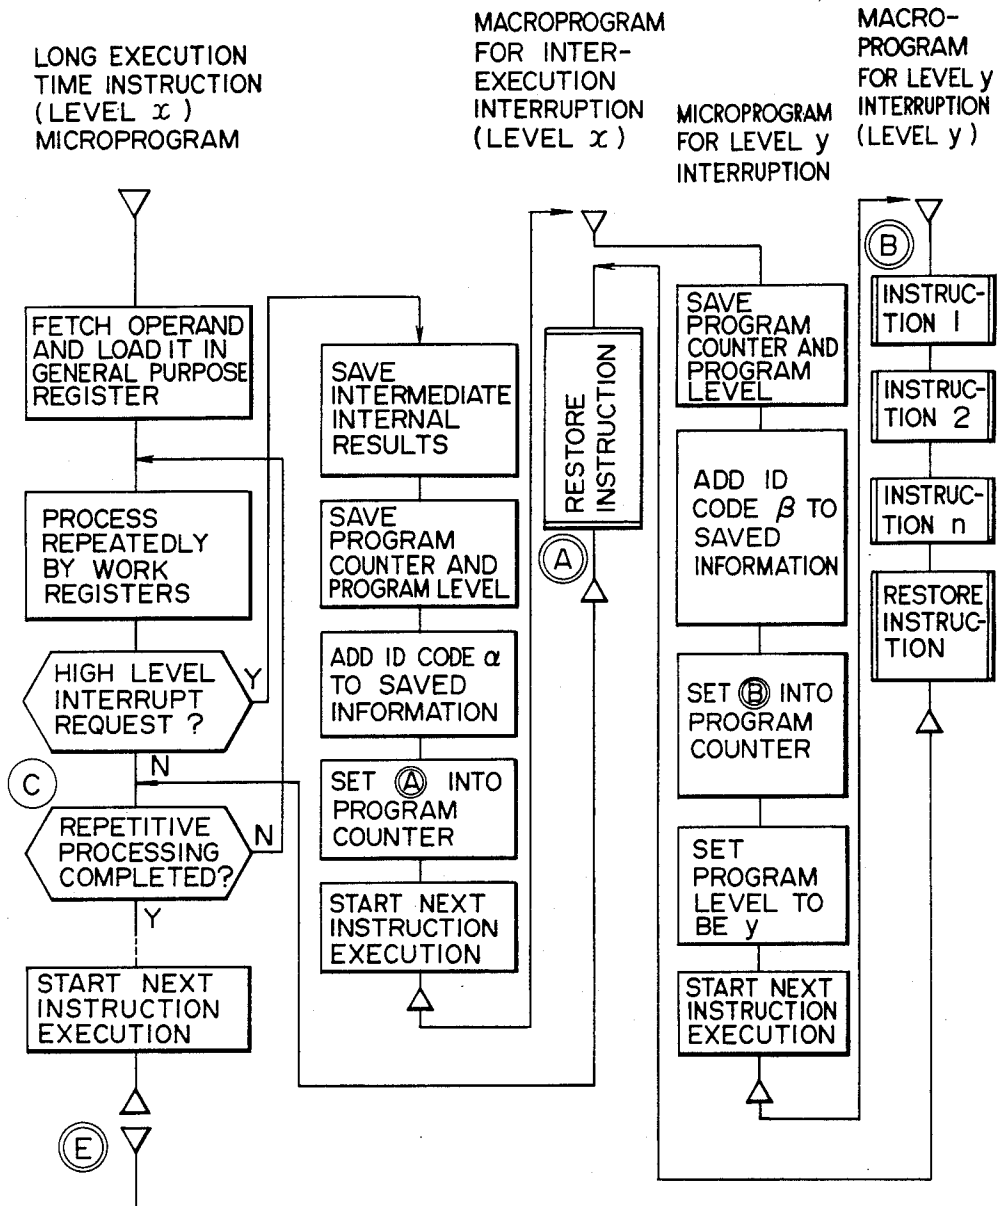 LONG EXECUTION
TIME INSTRUCTION
(LEVEL x)
MICROPROGRAM
FETCH OPERAND
AND LOAD IT IN
GENERAL PURPOSE
REGISTER
PROCESS
REPEATEDLY
BY WORK
REGISTERS
HIGH LEVEL
INTERRUPT
REQUEST ?
Y
N
C
REPETITIVE
PROCESSING
COMPLETED?
N
Y
START NEXT
INSTRUCTION
EXECUTION
E
SAVE
INTERMEDIATE
INTERNAL
RESULTS
SAVE
PROGRAM
COUNTER AND
PROGRAM LEVEL
ADD ID CODE α
TO SAVED
INFORMATION
SET A INTO
PROGRAM
COUNTER
START NEXT
INSTRUCTION
EXECUTION
MACROPROGRAM
FOR INTER-
EXECUTION
INTERRUPTION
(LEVEL x)
RESTORE
INSTRUCTION
A
MICROPROGRAM
FOR LEVEL y
INTERRUPTION
SAVE
PROGRAM
COUNTER AND
PROGRAM
LEVEL
ADD ID
CODE β TO
SAVED
INFORMATION
SET B INTO
PROGRAM
COUNTER
SET
PROGRAM
LEVEL TO
BE y
START NEXT
INSTRUCTION
EXECUTION
MACRO-
PROGRAM
FOR LEVEL y
INTERRUPTION
(LEVEL y)
B
INSTRUC-
TION 1
INSTRUC-
TION 2
INSTRUC-
TION n
RESTORE
INSTRUC-
TION